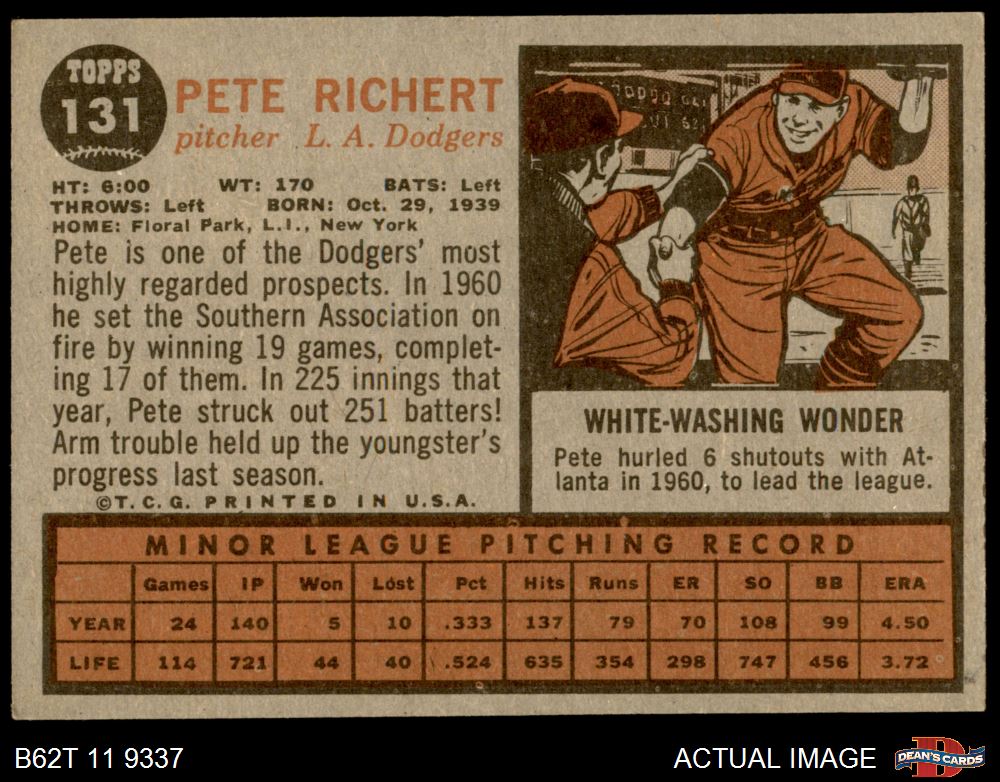 TOPPS
131
PETE RICHERT
pitcher L. A. Dodgers
HT: 6:00 WT: 170 BATS: Left
THROWS: Left BORN: Oct. 29, 1939
HOME: Floral Park, L.I., New York
Pete is one of the Dodgers' most
highly regarded prospects. In 1960
he set the Southern Association on
fire by winning 19 games, complet-
ing 17 of them. In 225 innings that
year, Pete struck out 251 batters!
Arm trouble held up the youngster's
progress last season.
©T.C.G. PRINTED IN U.S.A.
WHITE-WASHING WONDER
Pete hurled 6 shutouts with At-
lanta in 1960, to lead the league.
MINOR LEAGUE PITCHING RECORD
Games IP Won Lost Pct Hits Runs ER SO BB ERA
YEAR 24 140 5 10 .333 137 79 70 108 99 4.50
LIFE 114 721 44 40 .524 635 354 298 747 456 3.72
B62T 11 9337
ACTUAL IMAGE
D
DEAN'S CARDS